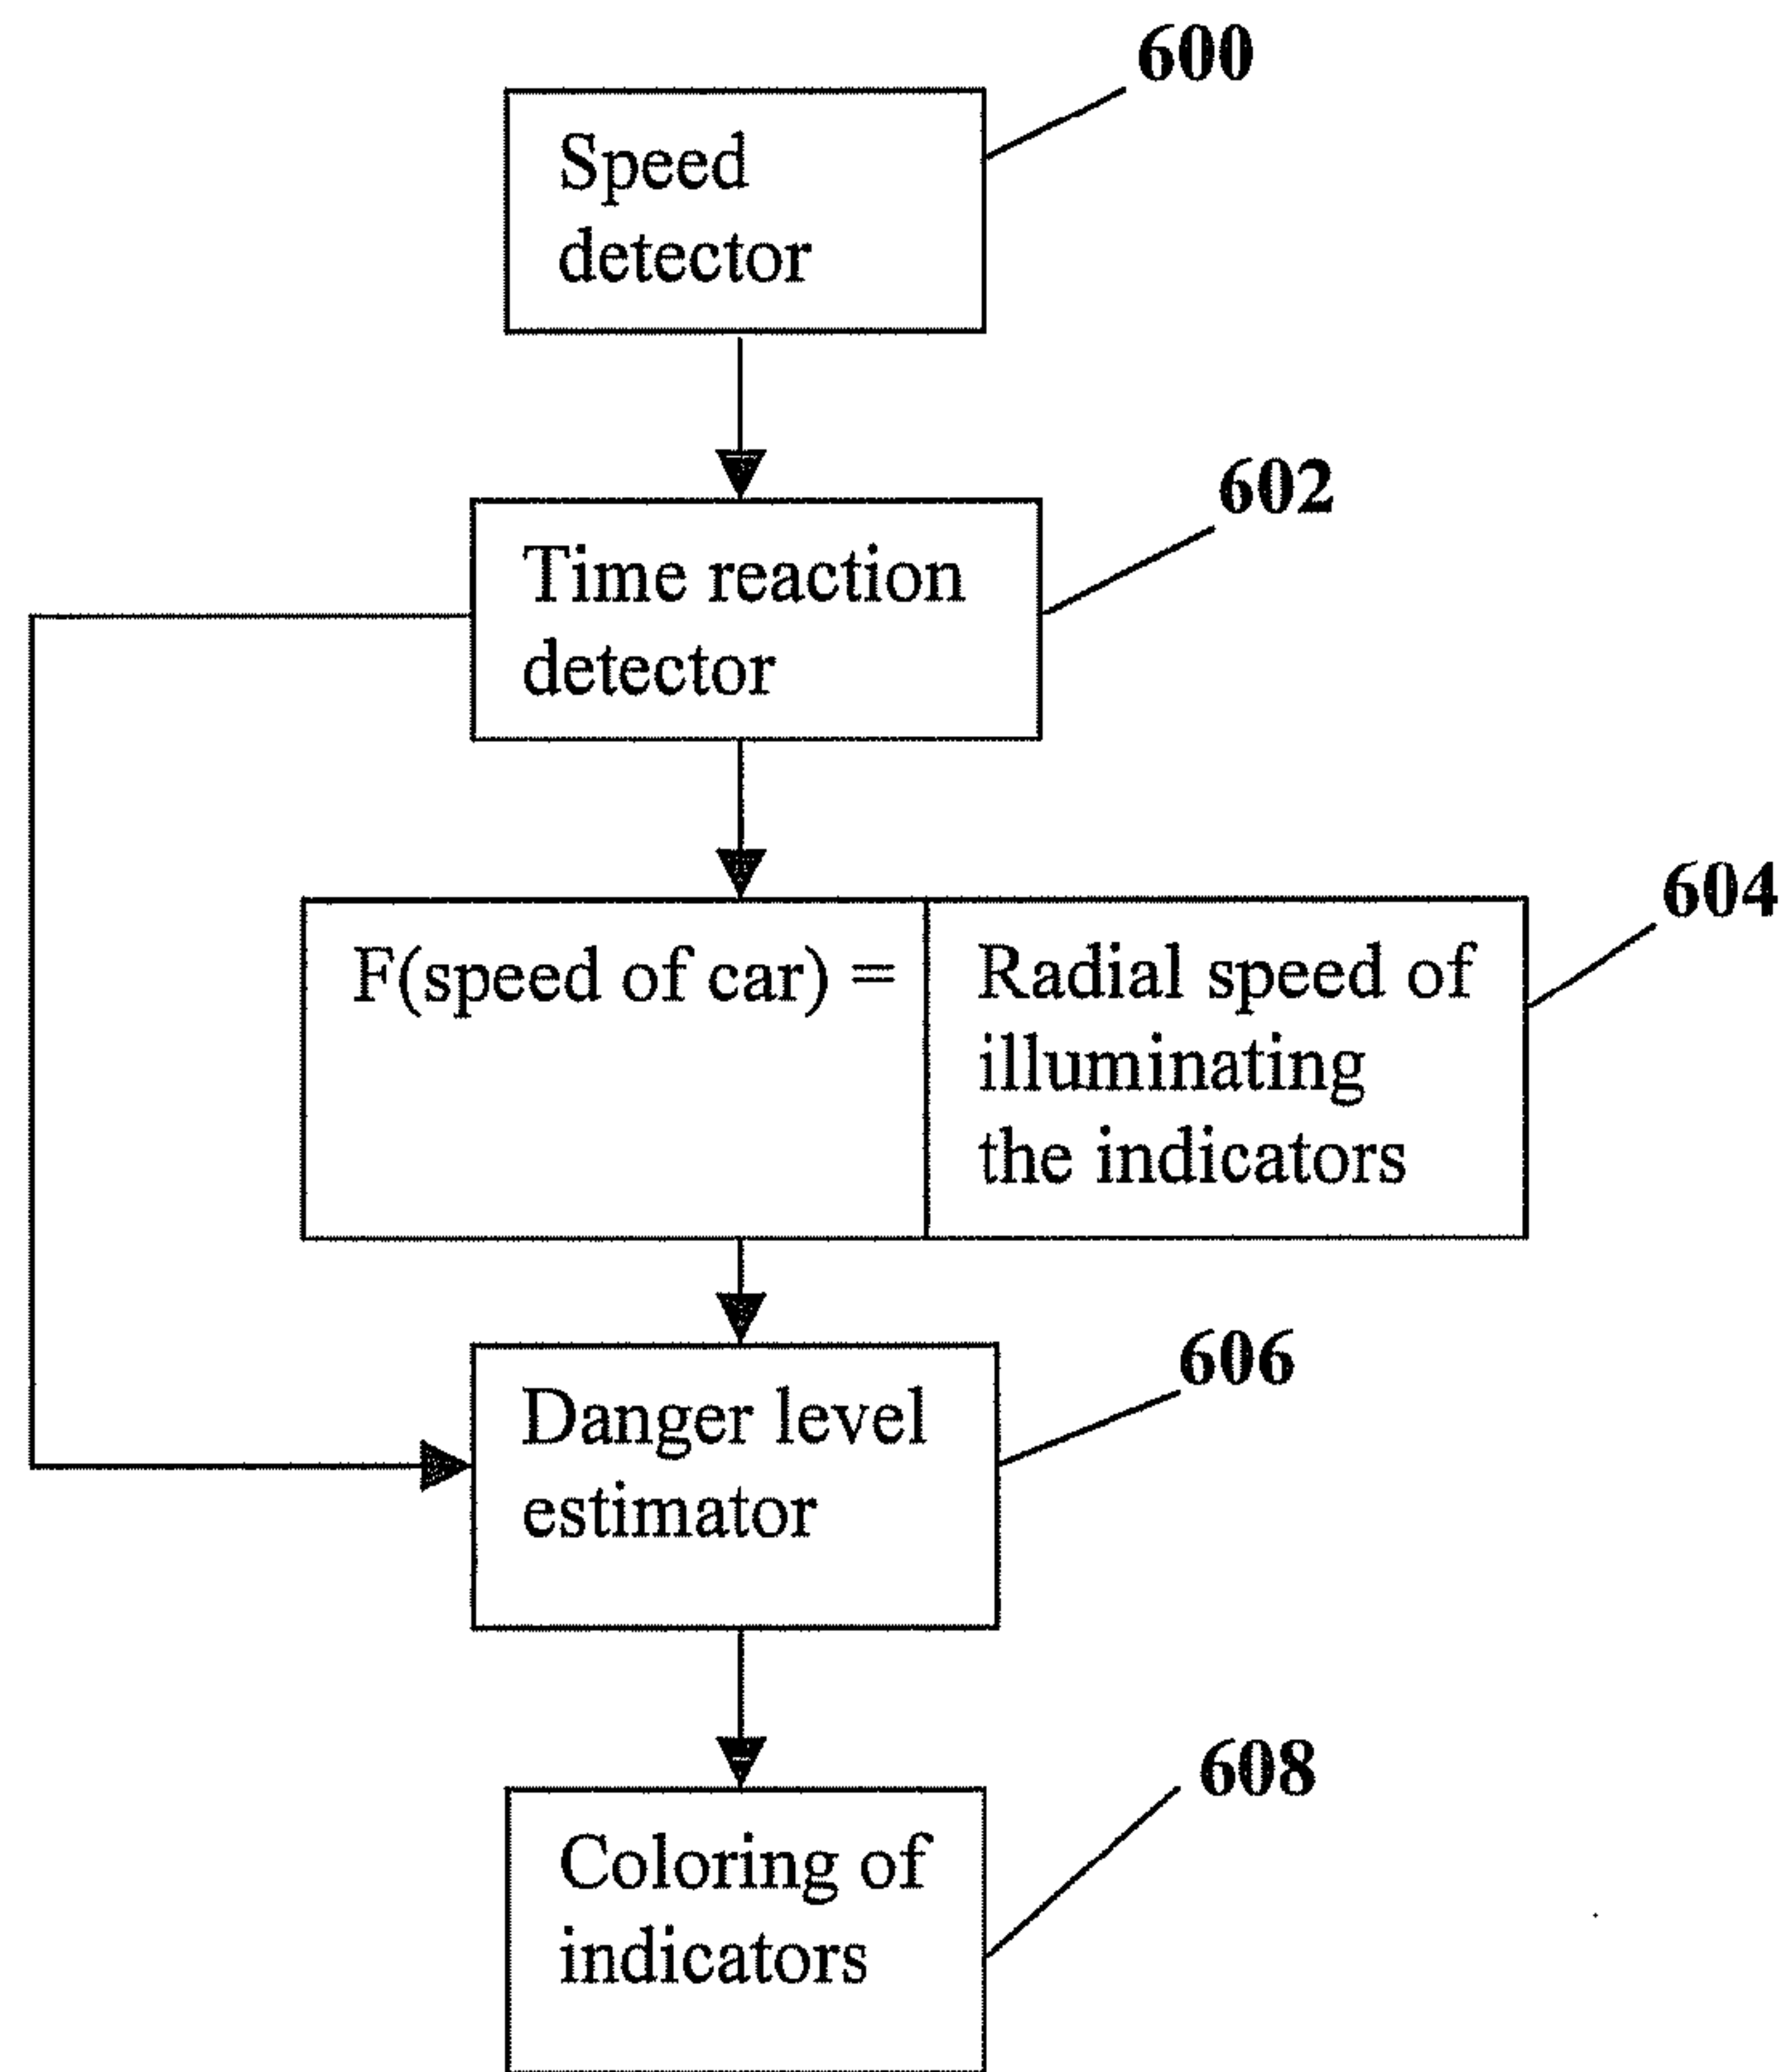 600
Speed
detector
602
Time reaction
detector
604
F(speed of car) =
Radial speed of
illuminating
the indicators
606
Danger level
estimator
608
Coloring of
indicators